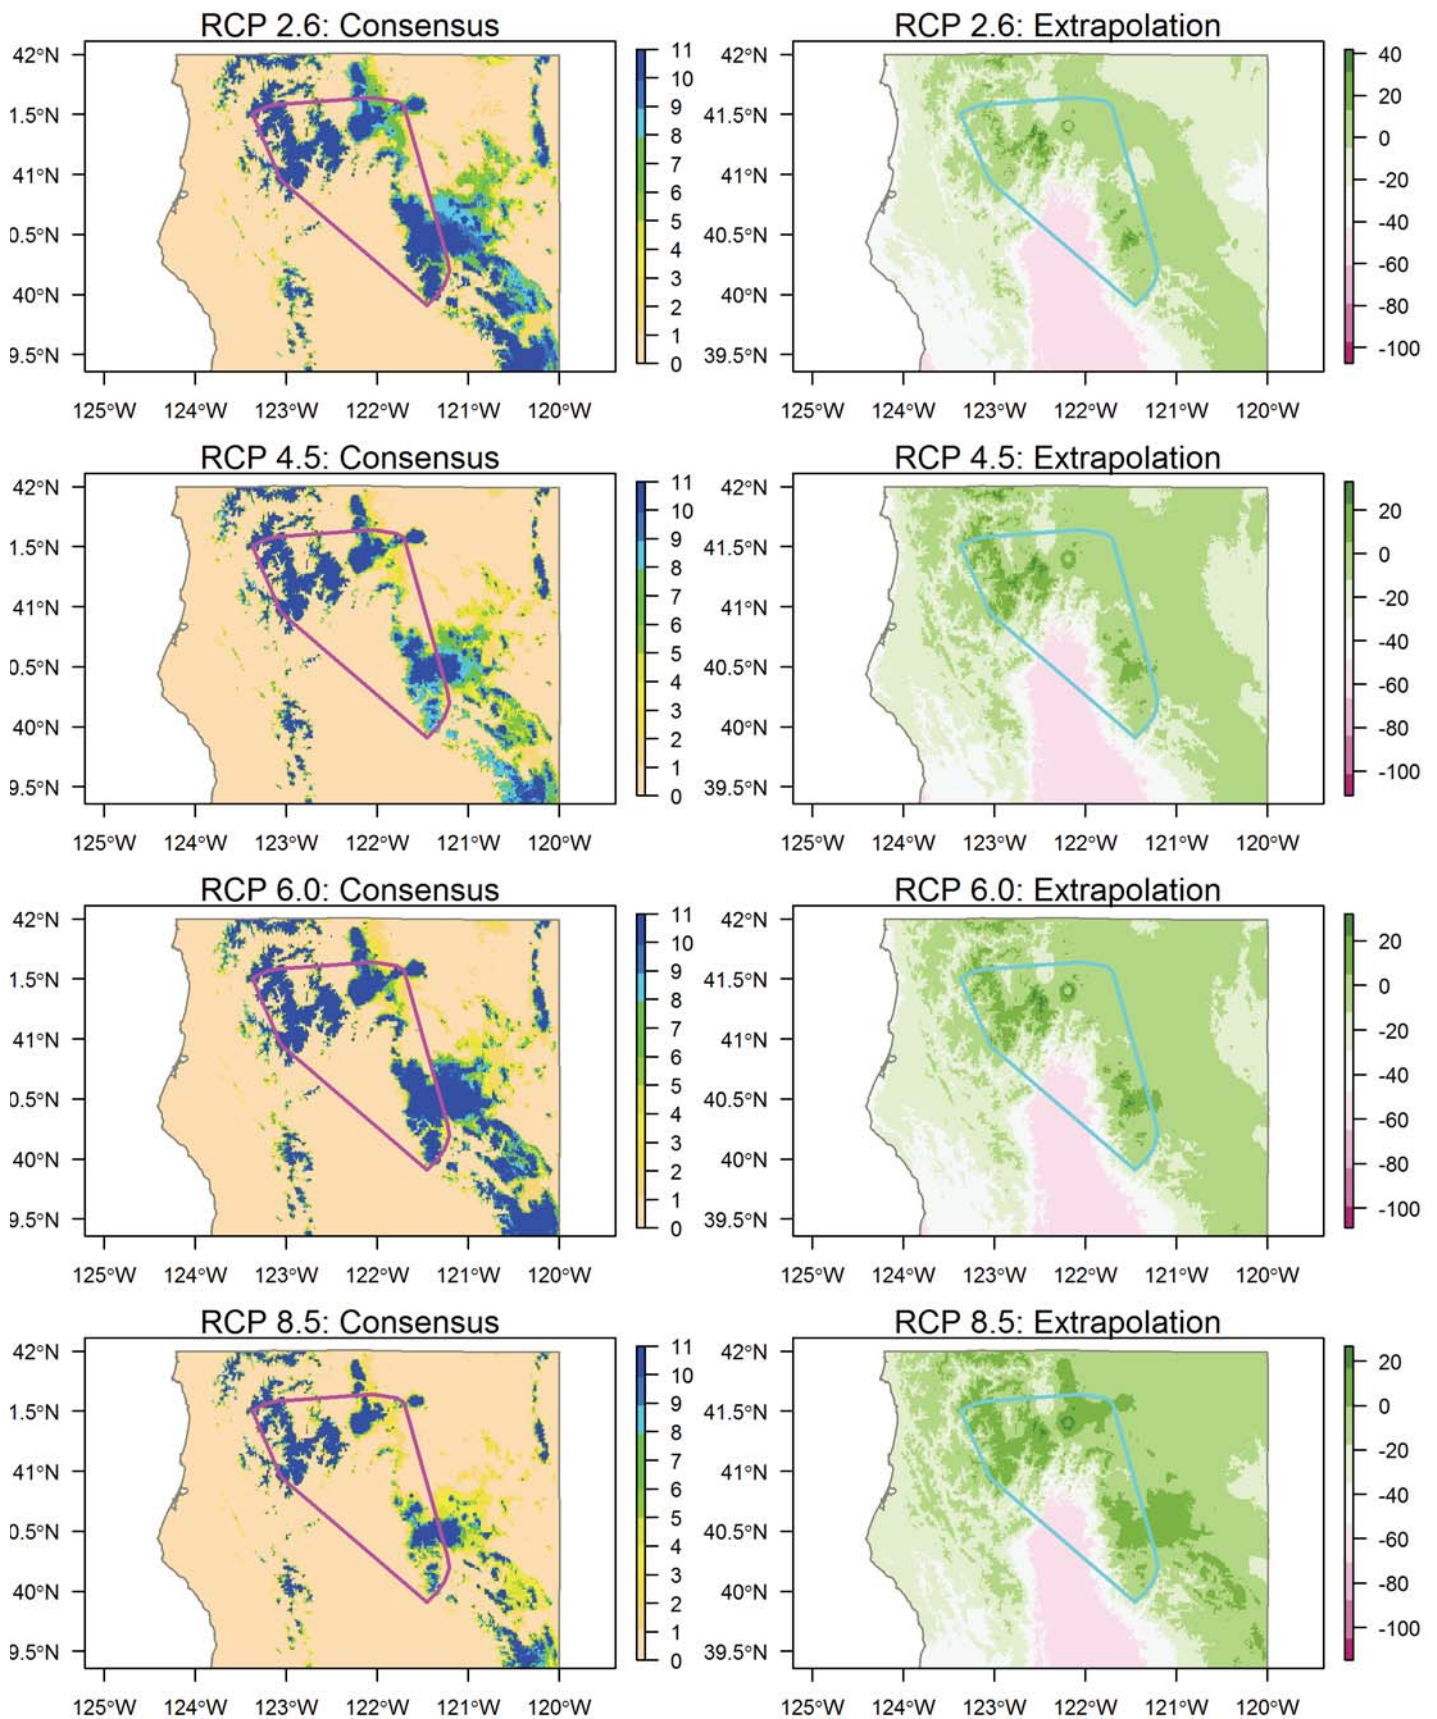 RCP 2.6: Consensus
42°N
1.5°N
41°N
0.5°N
40°N
9.5°N
125°W 124°W 123°W 122°W 121°W 120°W
11
10
9
8
7
6
5
4
3
2
1
0
RCP 2.6: Extrapolation
42°N
41.5°N
41°N
40.5°N
40°N
39.5°N
125°W 124°W 123°W 122°W 121°W 120°W
40
20
0
-20
-40
-60
-80
-100
RCP 4.5: Consensus
42°N
1.5°N
41°N
0.5°N
40°N
9.5°N
125°W 124°W 123°W 122°W 121°W 120°W
11
10
9
8
7
6
5
4
3
2
1
0
RCP 4.5: Extrapolation
42°N
41.5°N
41°N
40.5°N
40°N
39.5°N
125°W 124°W 123°W 122°W 121°W 120°W
20
0
-20
-40
-60
-80
-100
RCP 6.0: Consensus
42°N
1.5°N
41°N
0.5°N
40°N
9.5°N
125°W 124°W 123°W 122°W 121°W 120°W
11
10
9
8
7
6
5
4
3
2
1
0
RCP 6.0: Extrapolation
42°N
41.5°N
41°N
40.5°N
40°N
39.5°N
125°W 124°W 123°W 122°W 121°W 120°W
20
0
-20
-40
-60
-80
-100
RCP 8.5: Consensus
42°N
1.5°N
41°N
0.5°N
40°N
9.5°N
125°W 124°W 123°W 122°W 121°W 120°W
11
10
9
8
7
6
5
4
3
2
1
0
RCP 8.5: Extrapolation
42°N
41.5°N
41°N
40.5°N
40°N
39.5°N
125°W 124°W 123°W 122°W 121°W 120°W
20
0
-20
-40
-60
-80
-100